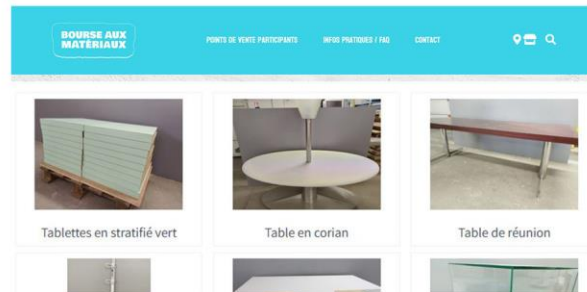 BOURSE AUX
MATÉRIAUX
POINTS DE VENTE PARTICIPANTS INFOS PRATIQUES / FAQ CONTACT
Tablettes en stratifié vert Table en corian Table de réunion